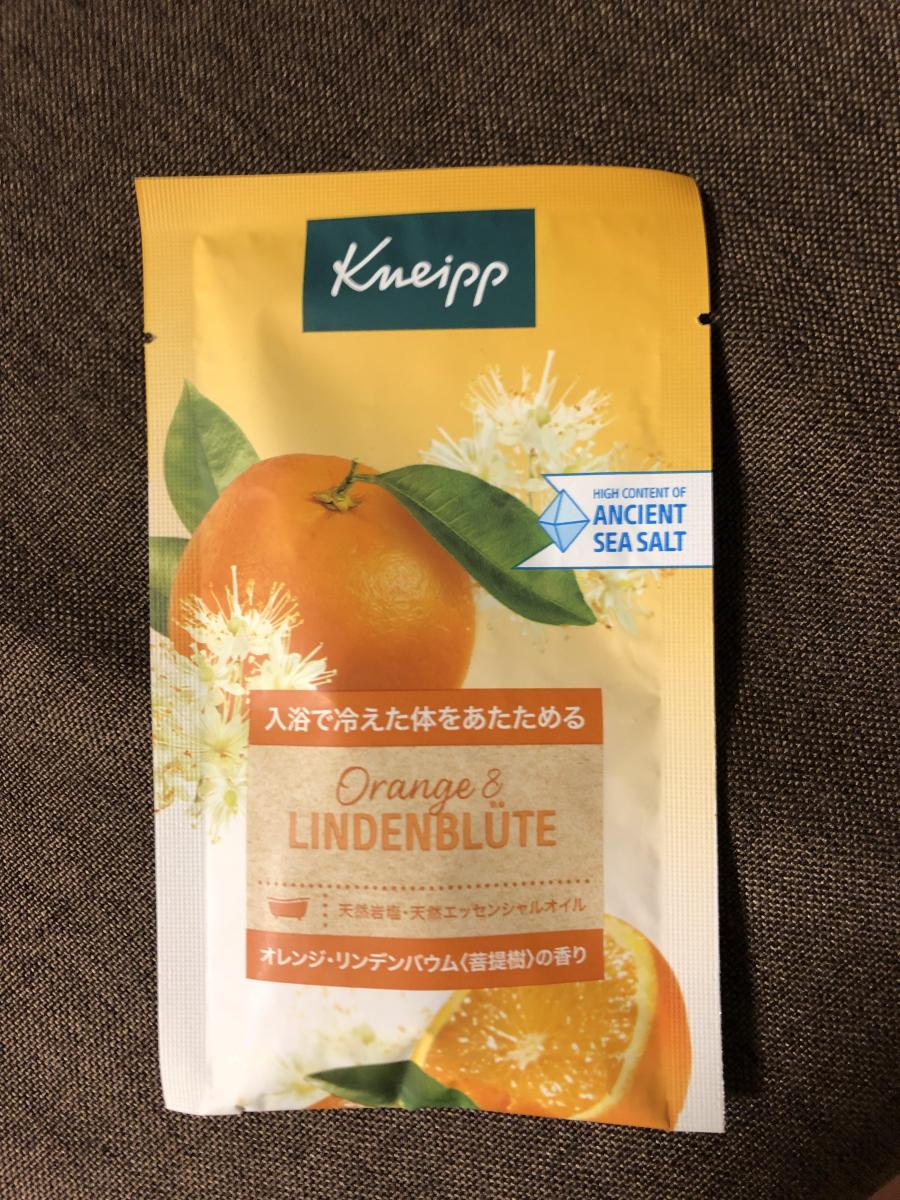 Kneipp
HIGH CONTENT OF
ANCIENT
SEA SALT
入浴で冷えた体をあたためる
Orange &
LINDENBLÜTE
天然岩塩・天然エッセンシャルオイル
オレンジ・リンデンバウム〈菩提樹〉の香り